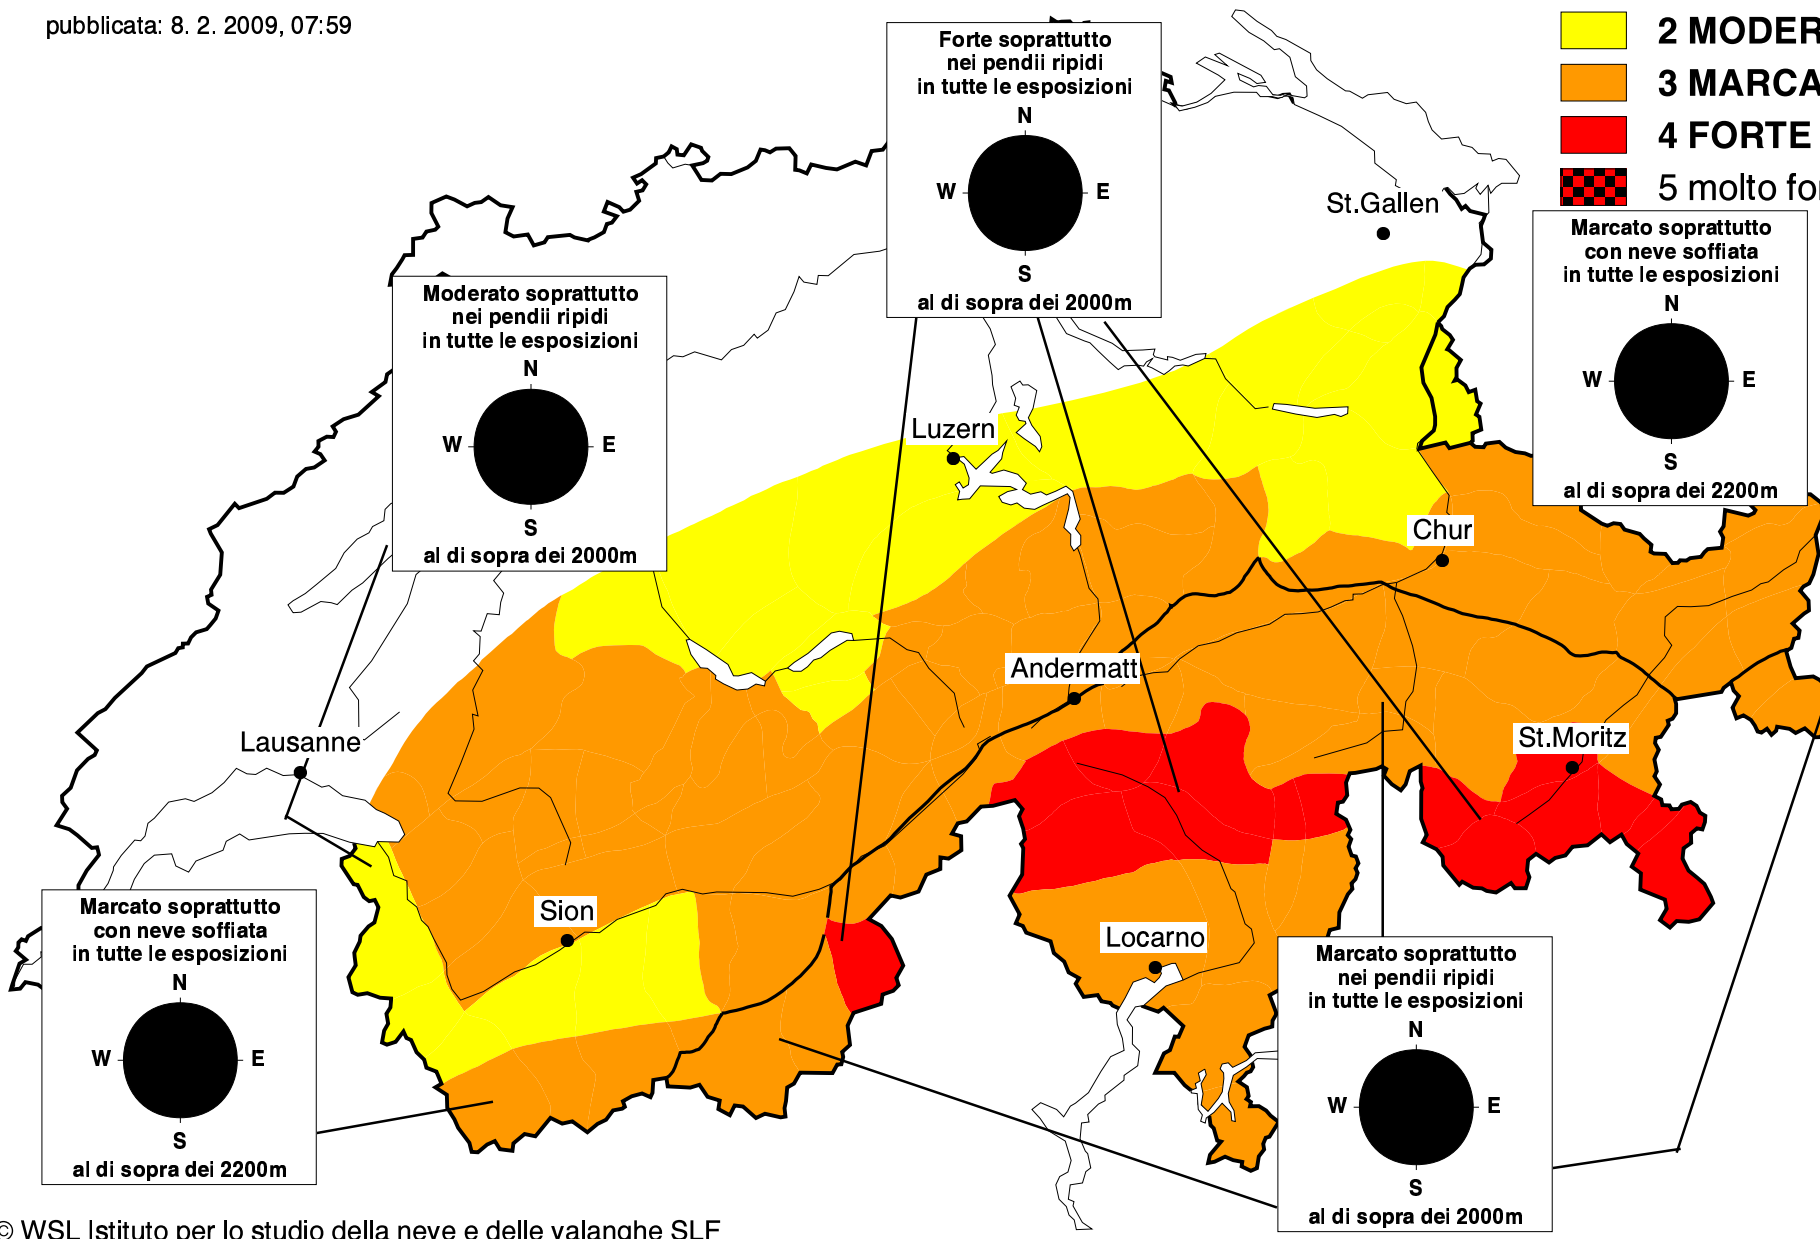 pubblicata: 8. 2. 2009, 07:59
2 MODER
3 MARCA
4 FORTE
5 molto for
Forte soprattutto
nei pendii ripidi
in tutte le esposizioni
N
W E
S
al di sopra dei 2000m
St.Gallen
Marcato soprattutto
con neve soffiata
in tutte le esposizioni
N
W E
S
al di sopra dei 2200m
Moderato soprattutto
nei pendii ripidi
in tutte le esposizioni
N
W E
S
al di sopra dei 2000m
Luzern
Chur
Andermatt
St.Moritz
Lausanne
Sion
Locarno
Marcato soprattutto
con neve soffiata
in tutte le esposizioni
N
W E
S
al di sopra dei 2200m
Marcato soprattutto
nei pendii ripidi
in tutte le esposizioni
N
W E
S
al di sopra dei 2000m
© WSL Istituto per lo studio della neve e delle valanghe SLF